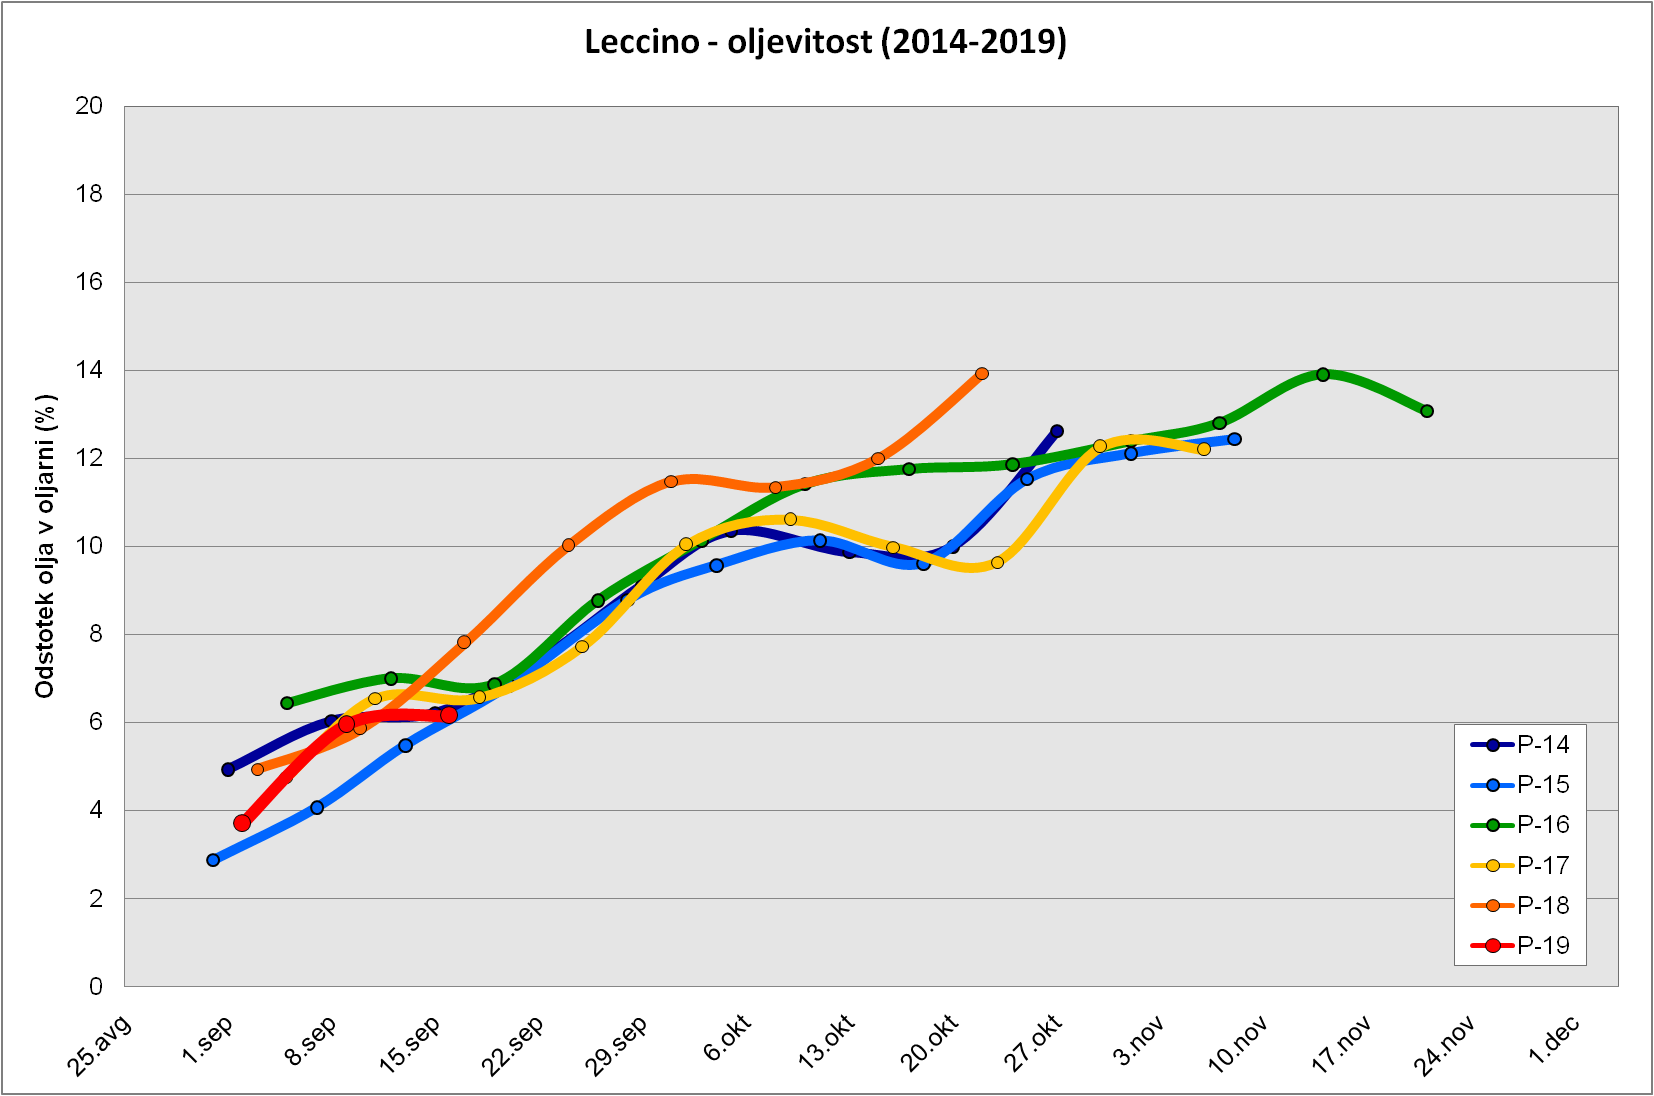 Leccino - oljevitost (2014-2019)
Odstotek olja v oljarni (%)
20
18
16
14
12
10
8
6
4
2
0
25.avg
1.sep
8.sep
15.sep
22.sep
29.sep
6.okt
13.okt
20.okt
27.okt
3.nov
10.nov
17.nov
24.nov
1.dec
P-14
P-15
P-16
P-17
P-18
P-19